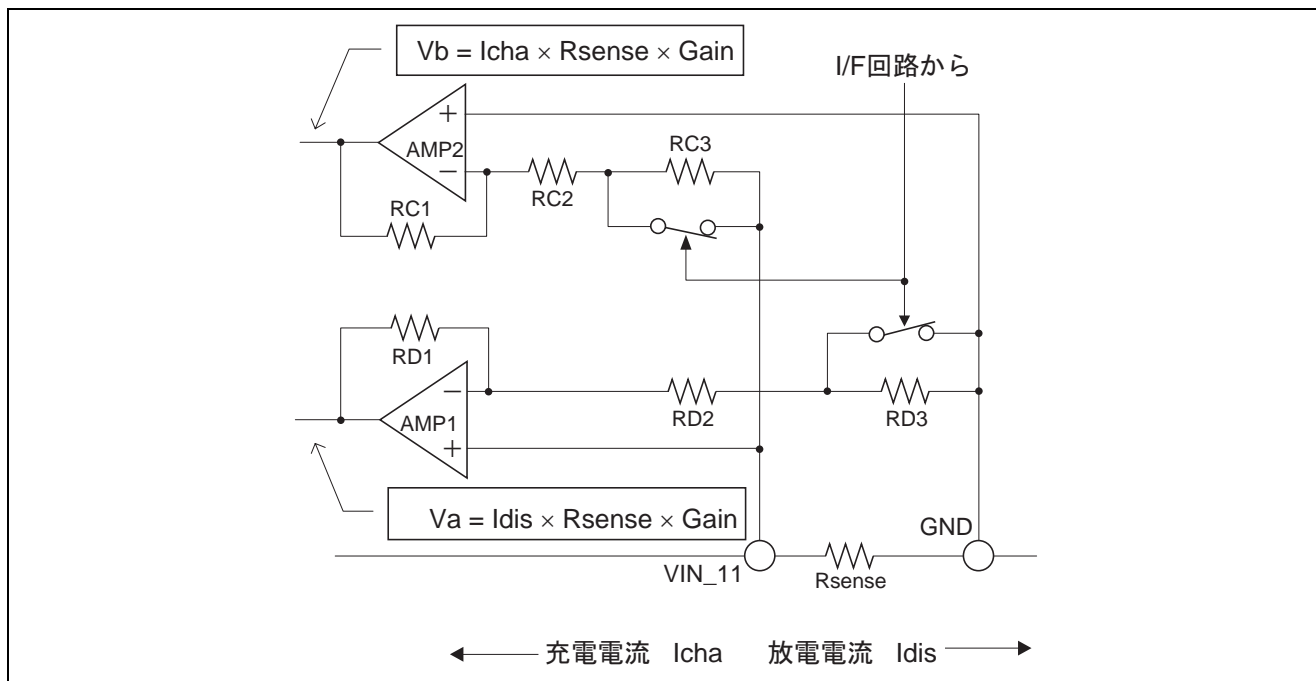 Vb = Icha × Rsense × Gain
I/F回路から
+
AMP2
−
RC3
RC2
RC1
RD1
−
AMP1
+
RD2
RD3
Va = Idis × Rsense × Gain
GND
VIN_11
Rsense
充電電流 Icha 放電電流 Idis